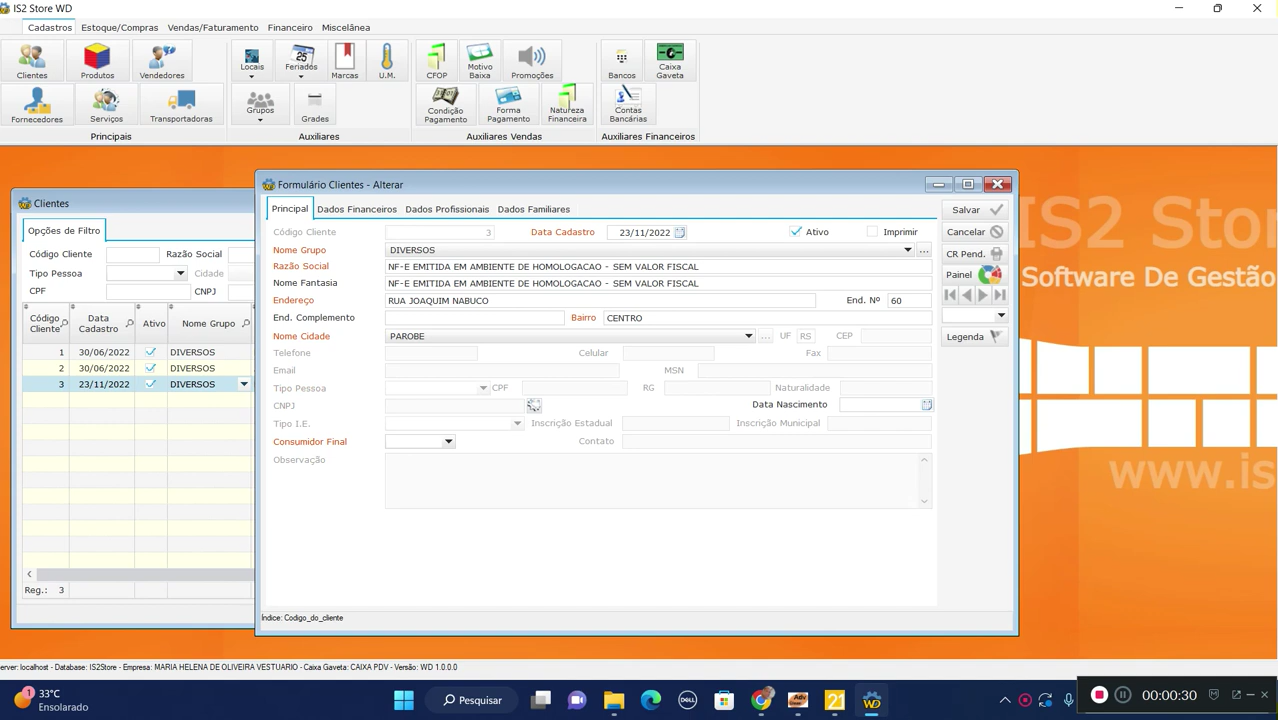 IS2 Store WD
Cadastros Estoque/Compras Vendas/Faturamento Financeiro Miscelânea
Clientes Produtos Vendedores Locais Feriados Marcas U.M. CFOP Motivo Baixa Promoções Bancos Caixa Gaveta
Fornecedores Serviços Transportadoras Grupos Grades Condição Pagamento Forma Pagamento Natureza Financeira Contas Bancárias
Principais Auxiliares Auxiliares Vendas Auxiliares Financeiros
IS2 Stor
Software De Gestão
www.is
Clientes
Opções de Filtro
Código Cliente Razão Social
Tipo Pessoa Cidade
CPF CNPJ
Código Cliente Data Cadastro Ativo Nome Grupo
1 30/06/2022 DIVERSOS
2 30/06/2022 DIVERSOS
3 23/11/2022 DIVERSOS
Reg.: 3
Formulário Clientes - Alterar
Principal Dados Financeiros Dados Profissionais Dados Familiares
Código Cliente 3 Data Cadastro 23/11/2022 Ativo Imprimir
Nome Grupo DIVERSOS ...
Razão Social NF-E EMITIDA EM AMBIENTE DE HOMOLOGACAO - SEM VALOR FISCAL
Nome Fantasia NF-E EMITIDA EM AMBIENTE DE HOMOLOGACAO - SEM VALOR FISCAL
Endereço RUA JOAQUIM NABUCO End. Nº 60
End. Complemento Bairro CENTRO
Nome Cidade PAROBE ... UF RS CEP
Telefone Celular Fax
Email MSN
Tipo Pessoa CPF RG Naturalidade
CNPJ Data Nascimento
Tipo I.E. Inscrição Estadual Inscrição Municipal
Consumidor Final Contato
Observação
Índice: Codigo_do_cliente
Salvar
Cancelar
CR Pend.
Painel
Legenda
erver: localhost - Database: IS2Store - Empresa: MARIA HELENA DE OLIVEIRA VESTUARIO - Caixa Gaveta: CAIXA PDV - Versão: WD 1.0.0.0
1 33°C
Ensolarado
Pesquisar
00:00:30